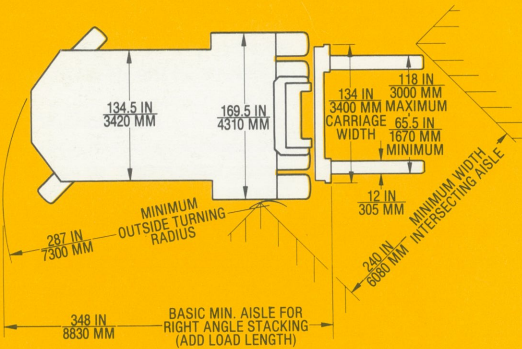 134.5 IN
3420 MM
169.5 IN
4310 MM
134 IN
3400 MM
CARRIAGE
WIDTH
118 IN
3000 MM
MAXIMUM
65.5 IN
1670 MM
MINIMUM
12 IN
305 MM
MINIMUM WIDTH
INTERSECTING AISLE
240 IN
6080 MM
MINIMUM
OUTSIDE TURNING
RADIUS
287 IN
7300 MM
348 IN
8830 MM
BASIC MIN. AISLE FOR
RIGHT ANGLE STACKING
(ADD LOAD LENGTH)